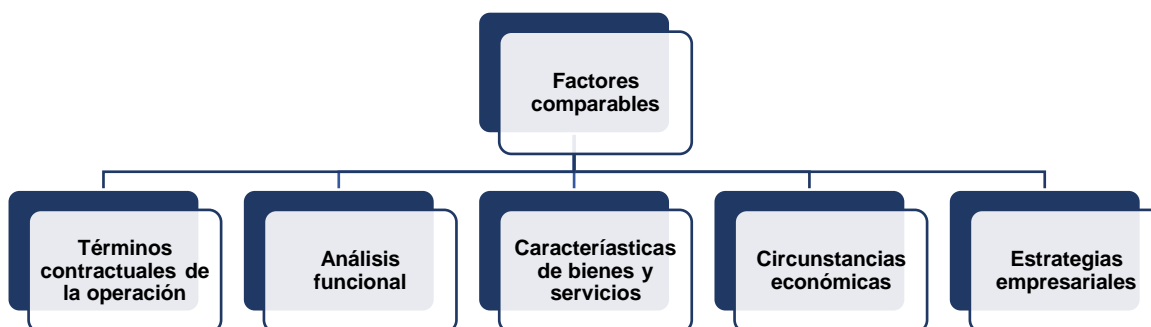 Factores
comparables
Términos
contractuales de
la operación
Análisis
funcional
Caracteríasticas
de bienes y
servicios
Circunstancias
económicas
Estrategias
empresariales